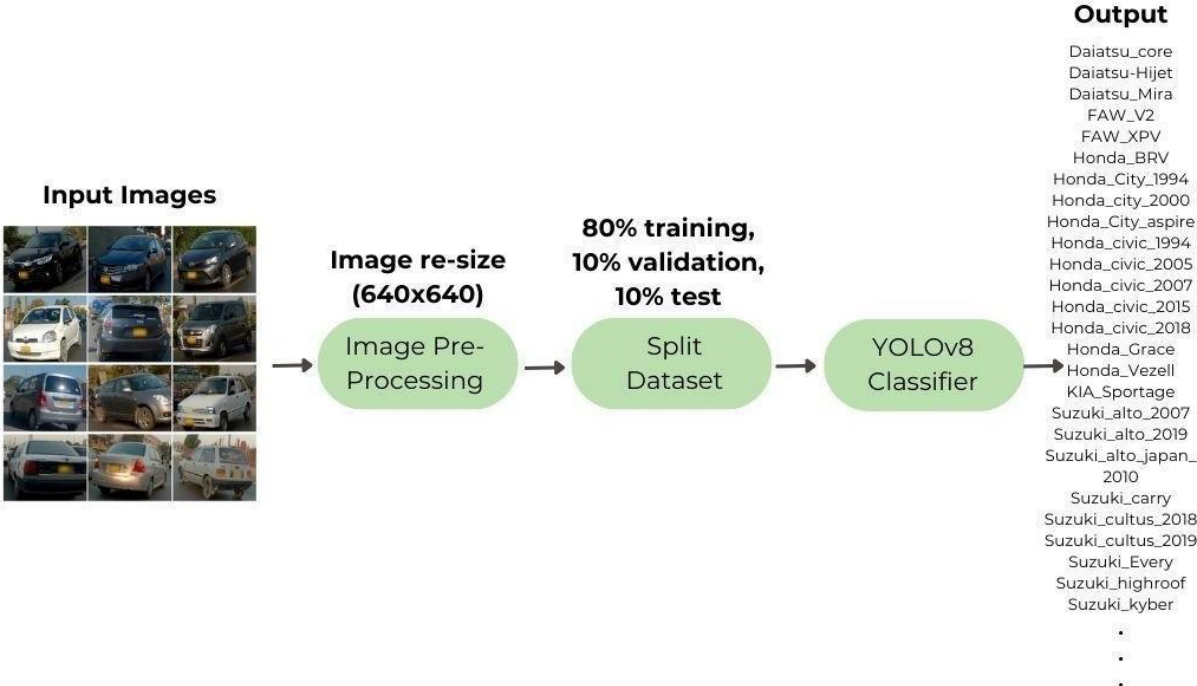 Input Images
Image re-size
(640x640)
Image Pre-
Processing
80% training,
10% validation,
10% test
Split
Dataset
YOLOv8
Classifier
Output
Daiatsu_core
Daiatsu-Hijet
Daiatsu_Mira
FAW_V2
FAW_XPV
Honda_BRV
Honda_City_1994
Honda_city_2000
Honda_City_aspire
Honda_civic_1994
Honda_civic_2005
Honda_civic_2007
Honda_civic_2015
Honda_civic_2018
Honda_Grace
Honda_Vezell
KIA_Sportage
Suzuki_alto_2007
Suzuki_alto_2019
Suzuki_alto_japan_
2010
Suzuki_carry
Suzuki_cultus_2018
Suzuki_cultus_2019
Suzuki_Every
Suzuki_highroof
Suzuki_kyber
.
.
.